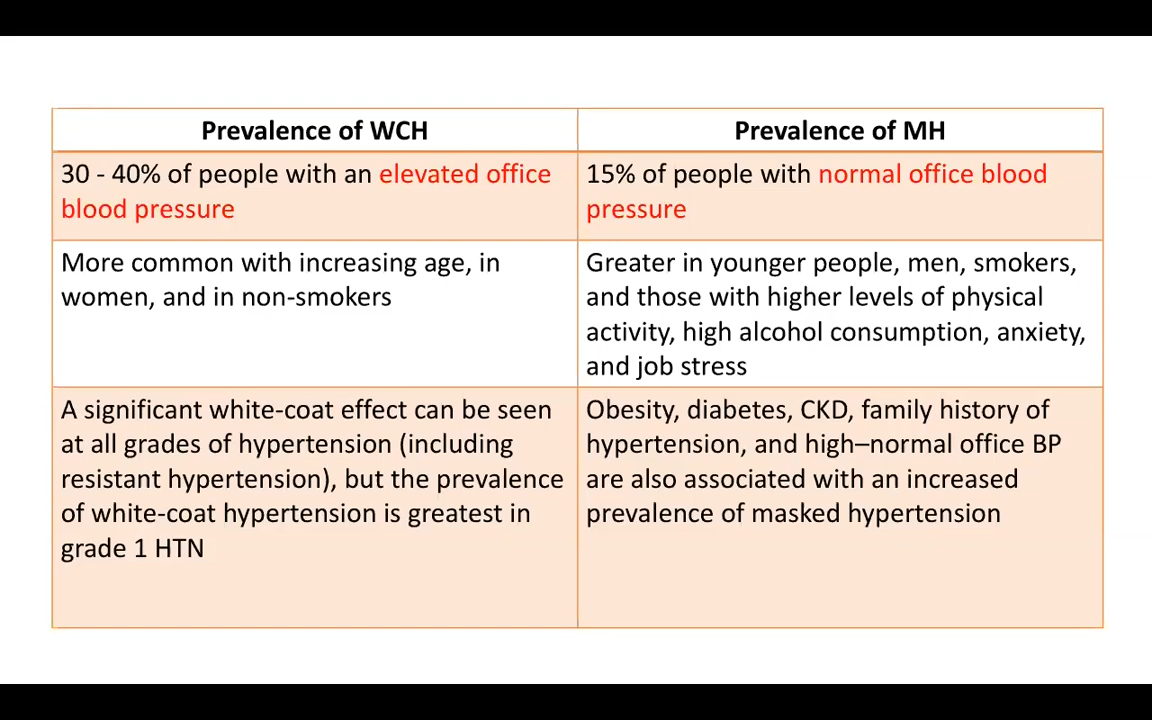 Prevalence of WCH
Prevalence of MH
30 - 40% of people with an elevated office
blood pressure
15% of people with normal office blood
pressure
More common with increasing age, in
women, and in non-smokers
Greater in younger people, men, smokers,
and those with higher levels of physical
activity, high alcohol consumption, anxiety,
and job stress
A significant white-coat effect can be seen
at all grades of hypertension (including
resistant hypertension), but the prevalence
of white-coat hypertension is greatest in
grade 1 HTN
Obesity, diabetes, CKD, family history of
hypertension, and high–normal office BP
are also associated with an increased
prevalence of masked hypertension